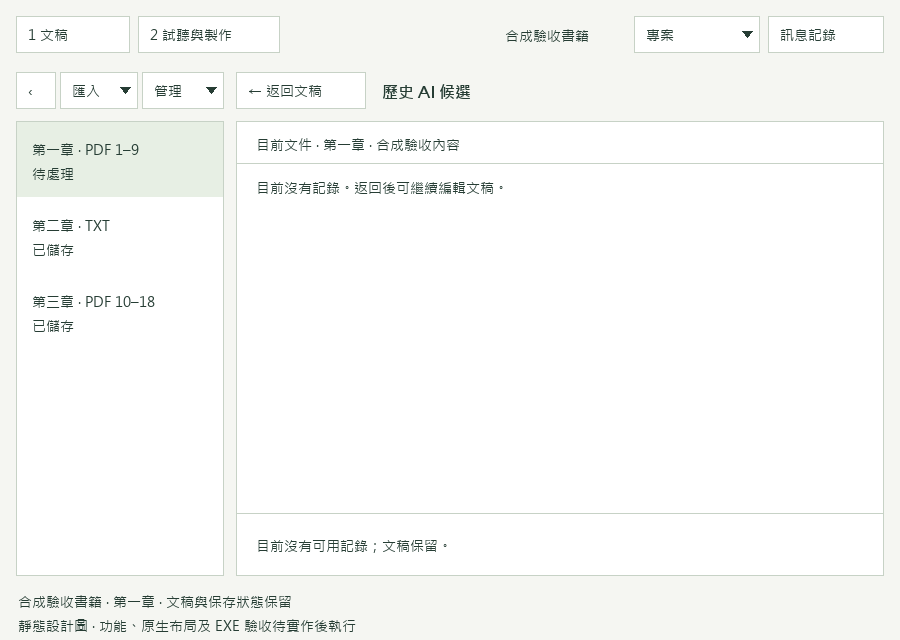 1 文稿
2 試聽與製作
合成驗收書籍
專案
訊息記錄
‹
匯入
管理
← 返回文稿
歷史 AI 候選
第一章 · PDF 1–9
待處理
第二章 · TXT
已儲存
第三章 · PDF 10–18
已儲存
目前文件 · 第一章 · 合成驗收內容
目前沒有記錄。返回後可繼續編輯文稿。
目前沒有可用記錄；文稿保留。
合成驗收書籍 · 第一章 · 文稿與保存狀態保留
靜態設計圖 · 功能、原生布局及 EXE 驗收待實作後執行